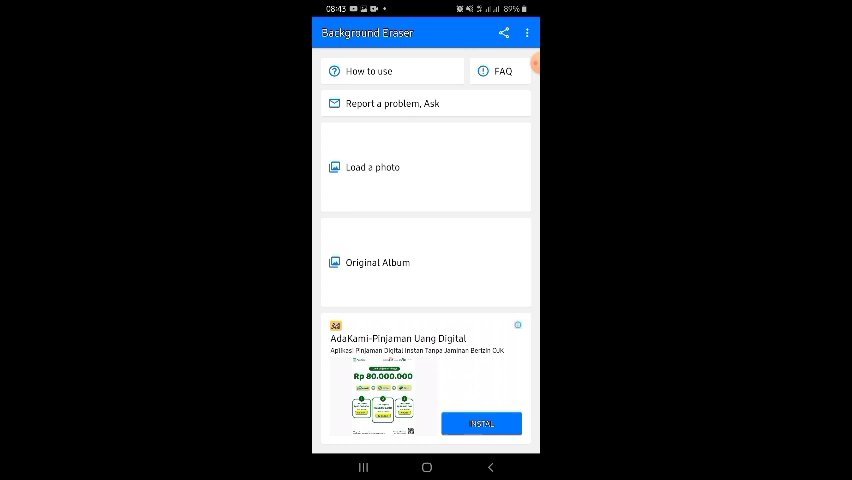 08:43
89%
Background Eraser
How to use
FAQ
Report a problem, Ask
Load a photo
Original Album
Ad
AdaKami-Pinjaman Uang Digital
Aplikasi Pinjaman Digital Instan Tanpa Jaminan Berizin OJK
Rp 80.000.000
INSTAL